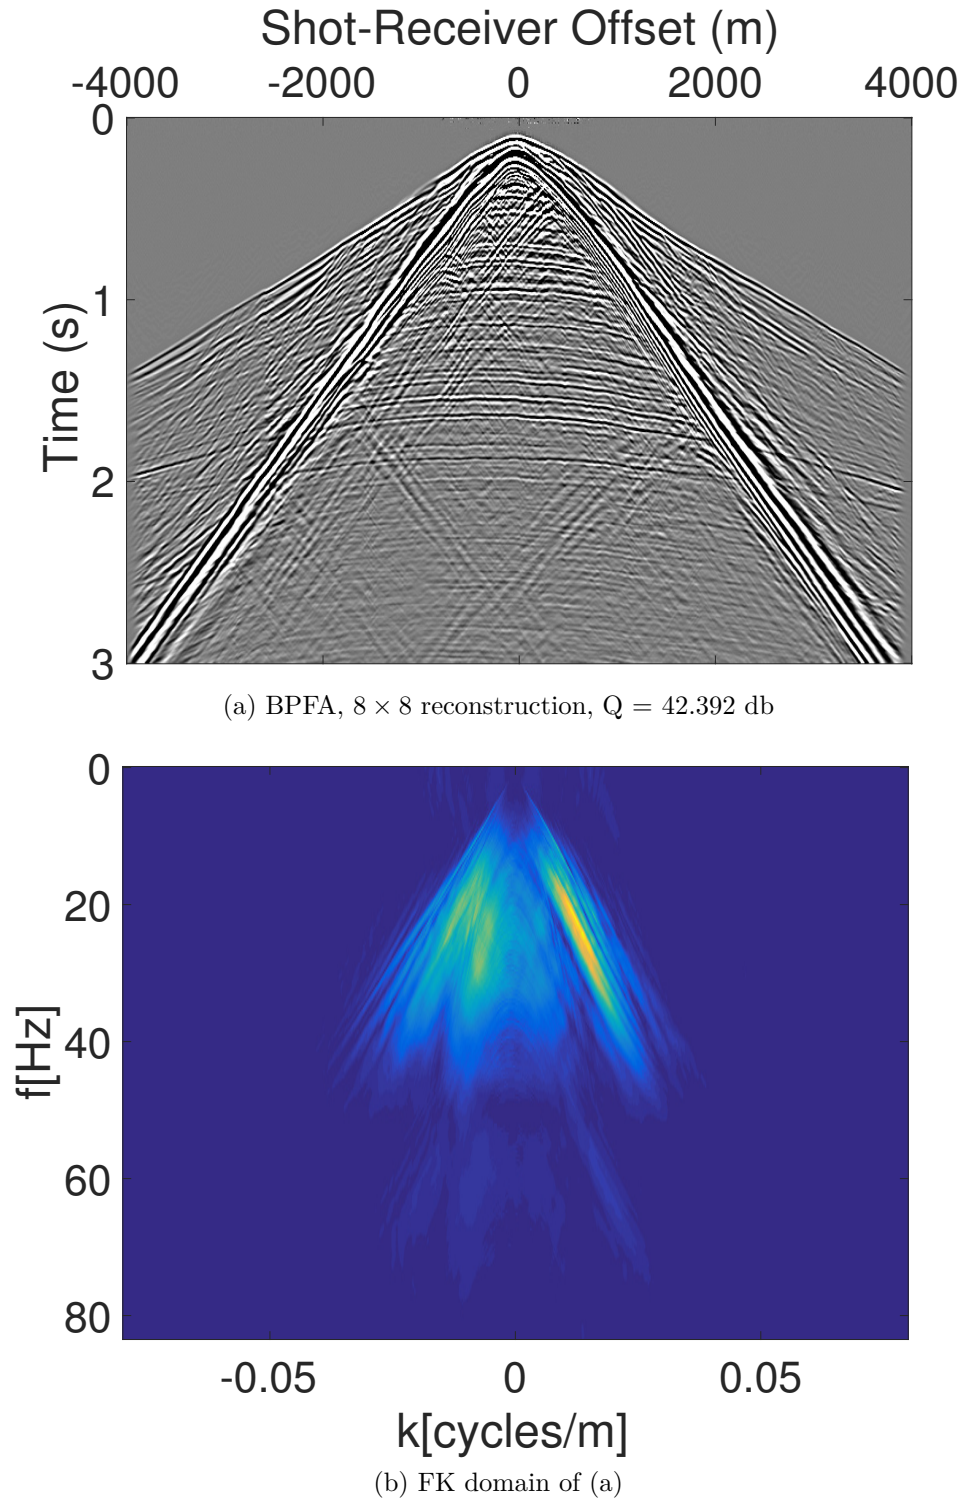 Shot-Receiver Offset (m)
-4000 -2000 0 2000 4000
0
1
2
3
Time (s)
(a) BPFA, 8 × 8 reconstruction, Q = 42.392 db
0
20
40
60
80
f[Hz]
-0.05 0 0.05
k[cycles/m]
(b) FK domain of (a)